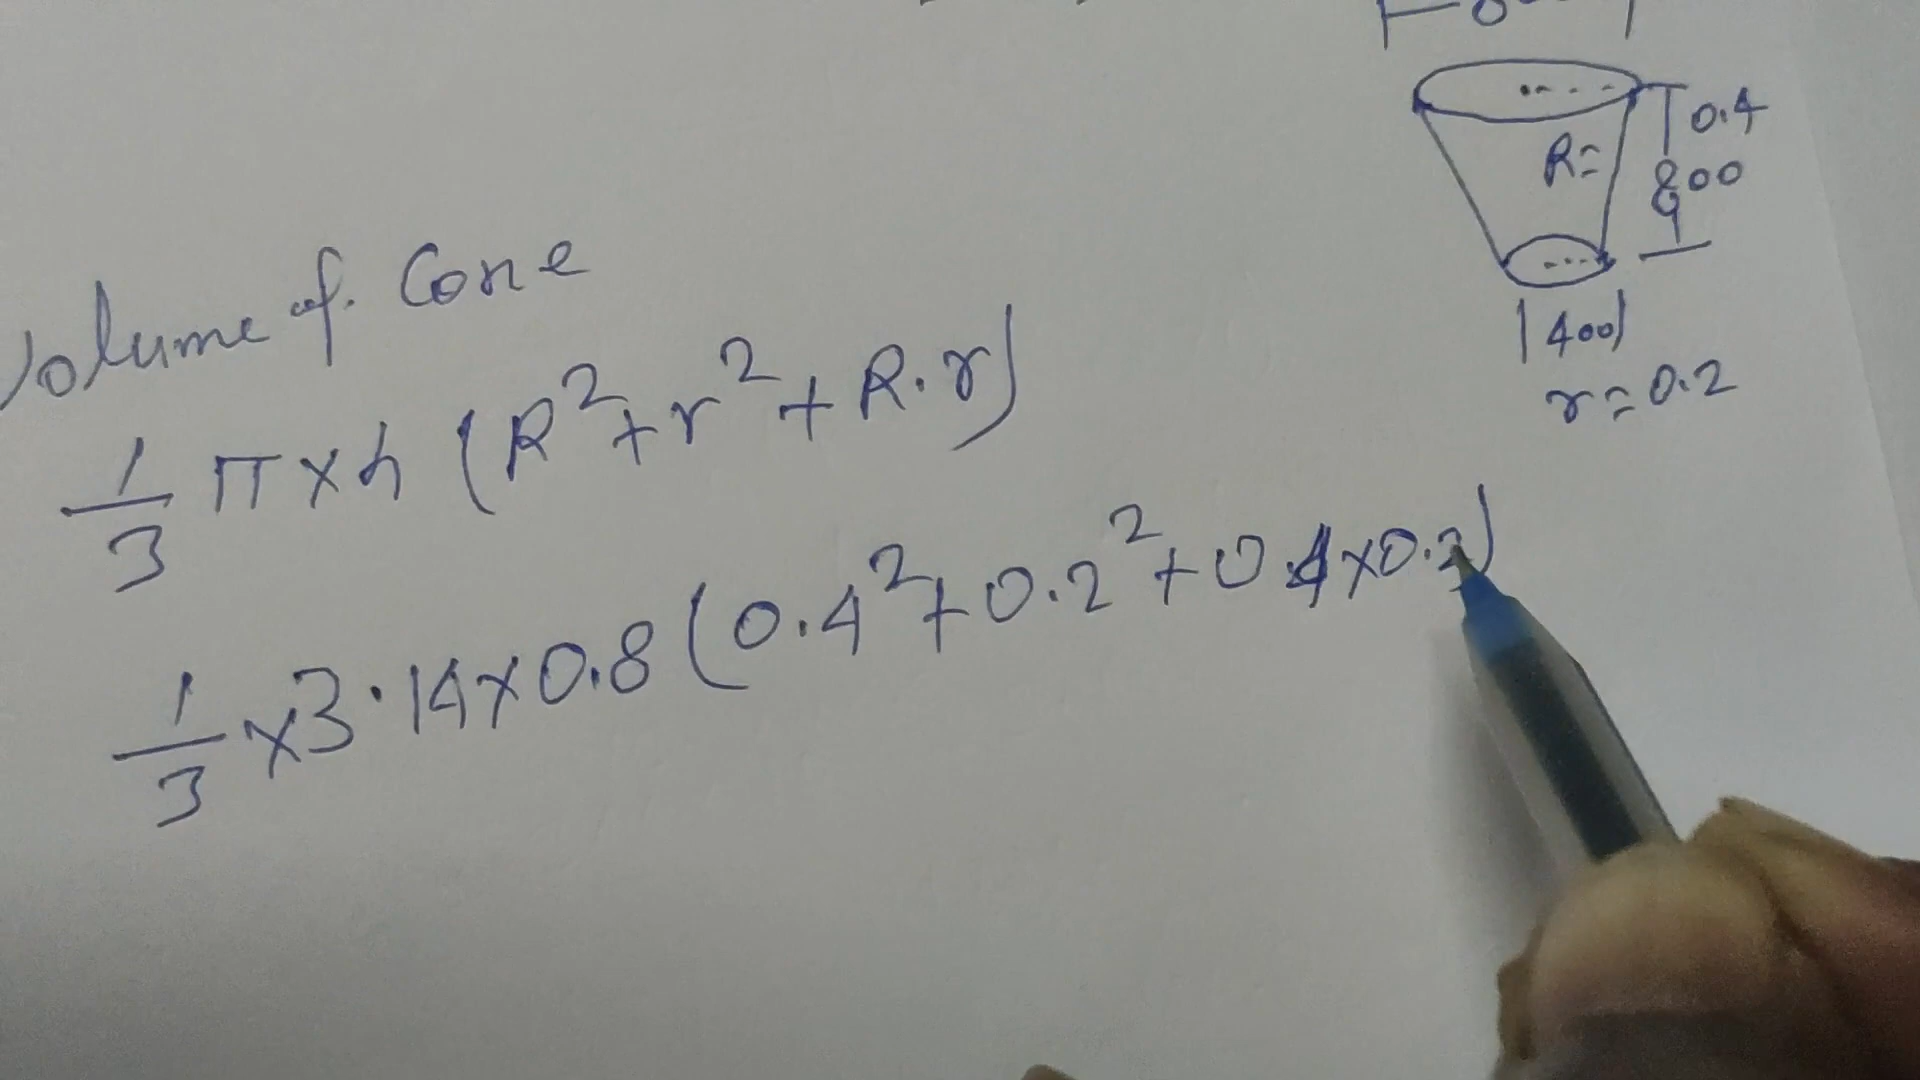 Volume of Cone
1/3 π × h (R² + r² + R.r)
1/3 × 3.14 × 0.8 (0.4² + 0.2² + 0.4 × 0.2)
R=
0.4
800
400
r = 0.2